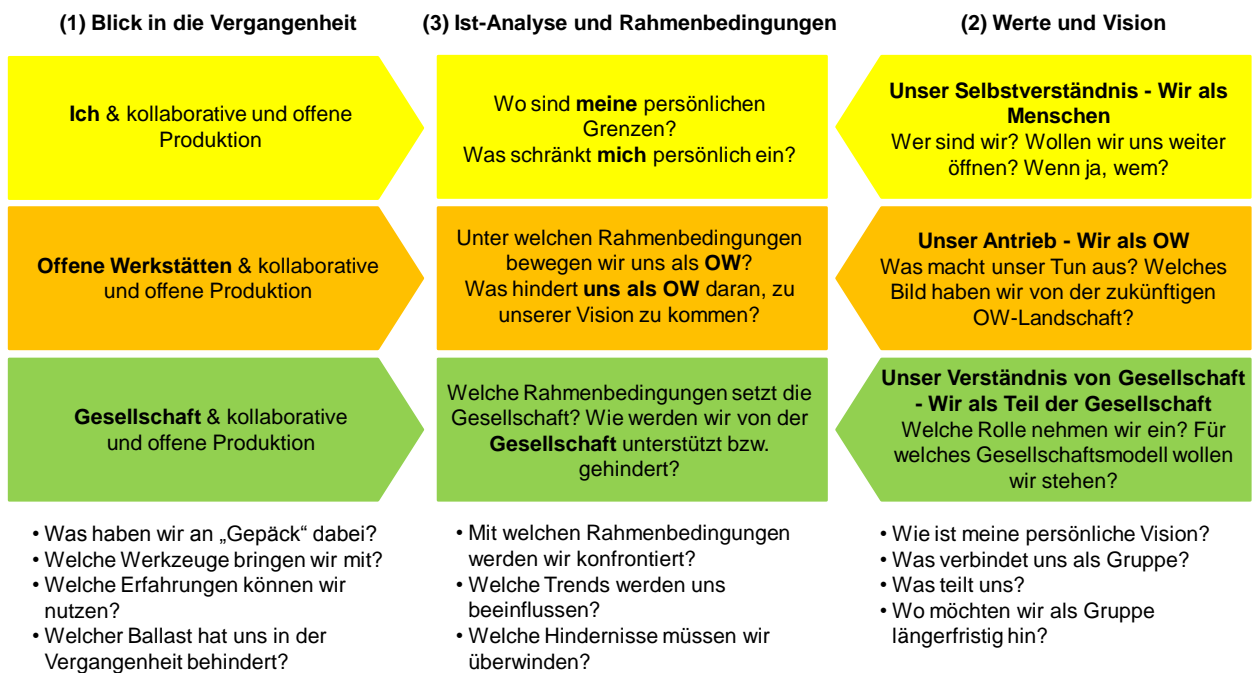 (1) Blick in die Vergangenheit
(3) Ist-Analyse und Rahmenbedingungen
(2) Werte und Vision
Ich & kollaborative und offene
Produktion
Wo sind meine persönlichen
Grenzen?
Was schränkt mich persönlich ein?
Unser Selbstverständnis - Wir als
Menschen
Wer sind wir? Wollen wir uns weiter
öffnen? Wenn ja, wem?
Offene Werkstätten & kollaborative
und offene Produktion
Unter welchen Rahmenbedingungen
bewegen wir uns als OW?
Was hindert uns als OW daran, zu
unserer Vision zu kommen?
Unser Antrieb - Wir als OW
Was macht unser Tun aus? Welches
Bild haben wir von der zukünftigen
OW-Landschaft?
Gesellschaft & kollaborative
und offene Produktion
Welche Rahmenbedingungen setzt die
Gesellschaft? Wie werden wir von der
Gesellschaft unterstützt bzw.
gehindert?
Unser Verständnis von Gesellschaft
- Wir als Teil der Gesellschaft
Welche Rolle nehmen wir ein? Für
welches Gesellschaftsmodell wollen
wir stehen?
• Was haben wir an „Gepäck“ dabei?
• Welche Werkzeuge bringen wir mit?
• Welche Erfahrungen können wir
nutzen?
• Welcher Ballast hat uns in der
Vergangenheit behindert?
• Mit welchen Rahmenbedingungen
werden wir konfrontiert?
• Welche Trends werden uns
beeinflussen?
• Welche Hindernisse müssen wir
überwinden?
• Wie ist meine persönliche Vision?
• Was verbindet uns als Gruppe?
• Was teilt uns?
• Wo möchten wir als Gruppe
längerfristig hin?